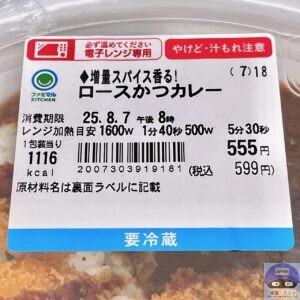 必ず温めてください
電子レンジ専用
やけど・汁もれ注意
ファミマル
KITCHEN
◆増量スパイス香る!
(7)18
ロースかつカレー
消費期限 25.8.7 午後8時
レンジ加熱目安 1600w 1分40秒 500w 5分30秒
1包装当り
1116
kcal
2007303919181
555円
(税込 599円)
原材料名は裏面ラベルに記載
要冷蔵